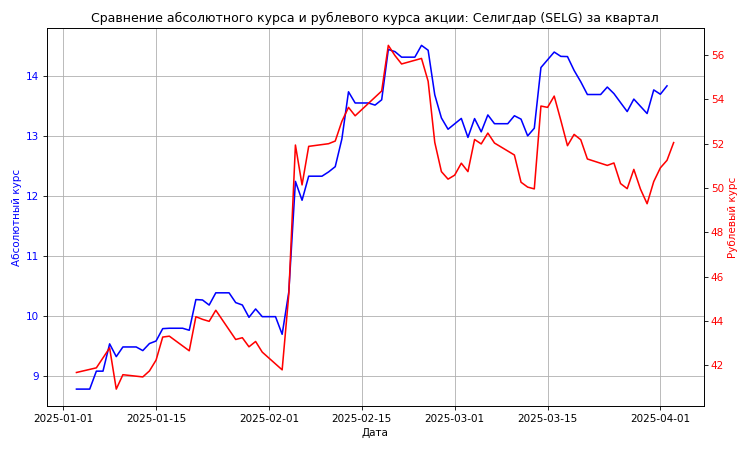 Сравнение абсолютного курса и рублевого курса акции: Селигдар (SELG) за квартал
Абсолютный курс
14
13
12
11
10
9
56
54
52
50
48
46
44
42
Рублевый курс
2025-01-01 2025-01-15 2025-02-01 2025-02-15 2025-03-01 2025-03-15 2025-04-01
Дата